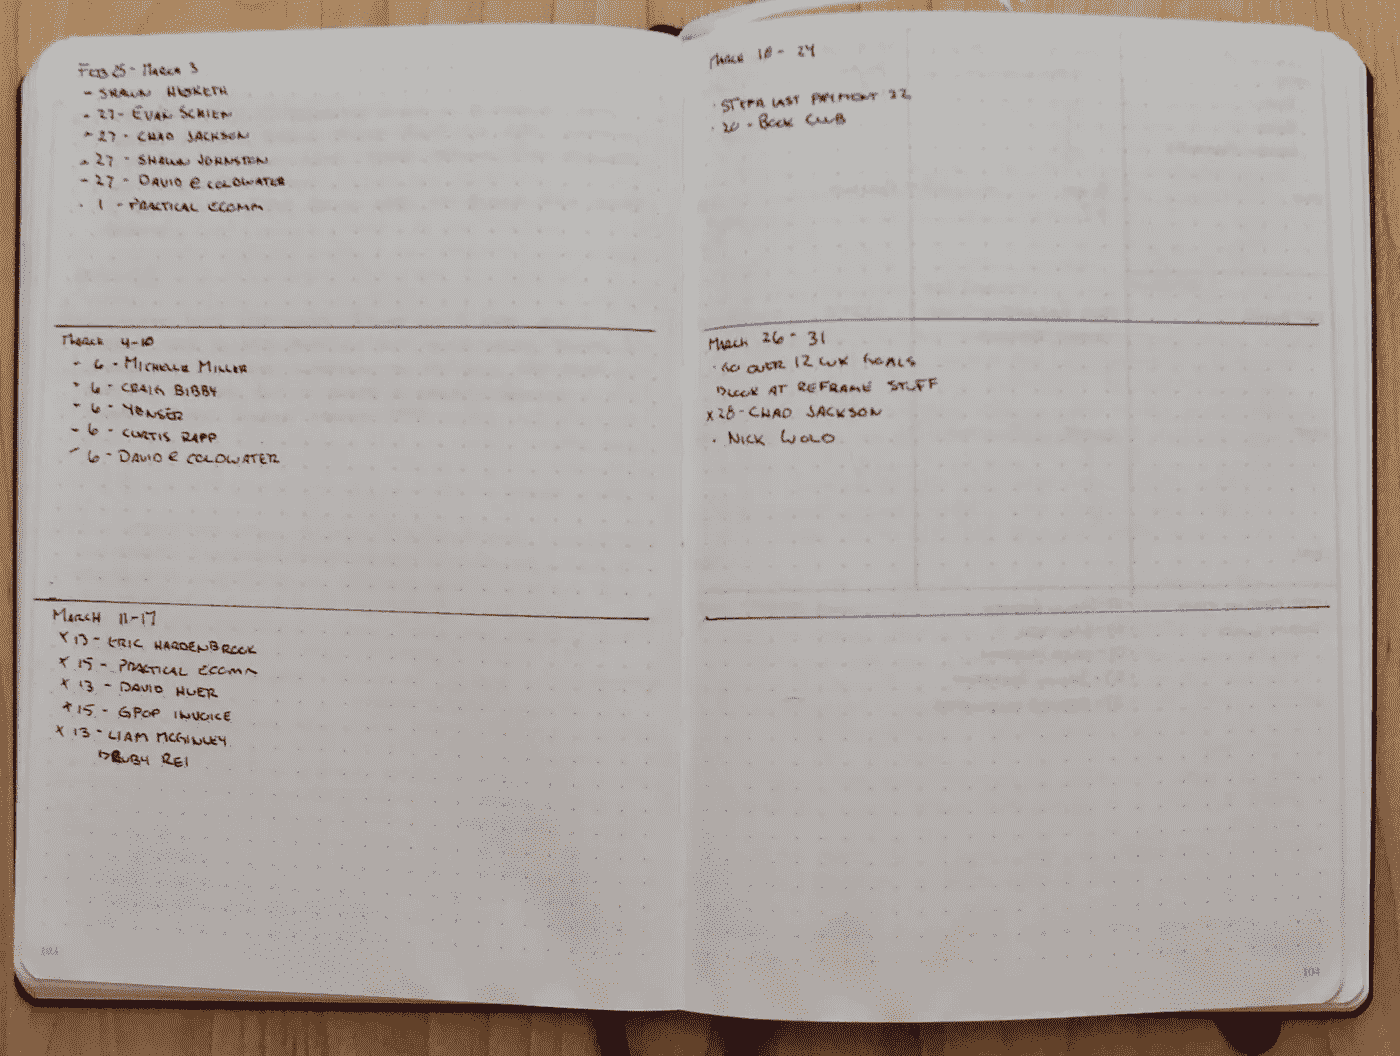 FEB 25 - MARCH 3
- SHAWN HESKETH
- 27 - EVAN SCHIEN
- 27 - CHAD JACKSON
- 27 - SHAWN JOHNSTON
- 27 - DAVID @ COLDWATER
· 1 - PRACTICAL ECOMM
MARCH 4-10
- 6 - MICHELLE MILLER
- 6 - CRAIG BIBBY
- 6 - YENSER
- 6 - CURTIS RAPP
- 6 - DAVID @ COLDWATER
MARCH 11-17
x 13 - ERIC HARDENBROOK
x 15 - PRACTICAL ECOMM
x 13 - DAVID HUER
x 15 - GPOP INVOICE
x 13 - LIAM MCGINLEY
RUBY REI
103
MARCH 18 - 24
· LAST PAYMENT 22
· 20 - BOOK CLUB
MARCH 26 - 31
· GO OVER 12 WK GOALS
LOOK AT REFRAME STUFF
x 28 - CHAD JACKSON
· NICK WOLD
104